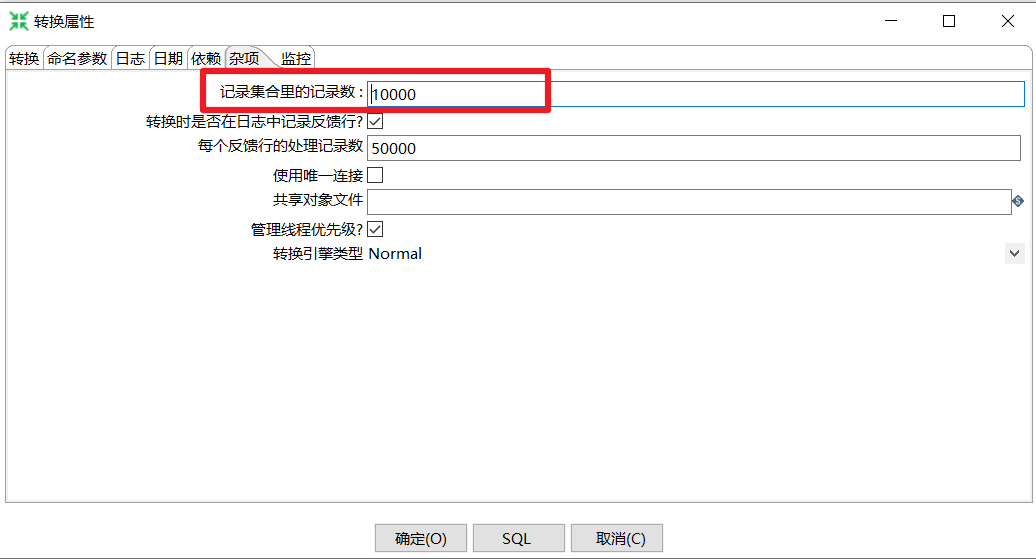 转换属性
转换 命名参数 日志 日期 依赖 杂项 监控
记录集合里的记录数 : 10000
转换时是否在日志中记录反馈行?
每个反馈行的处理记录数 50000
使用唯一连接
共享对象文件
管理线程优先级?
转换引擎类型 Normal
确定(O) SQL 取消(C)